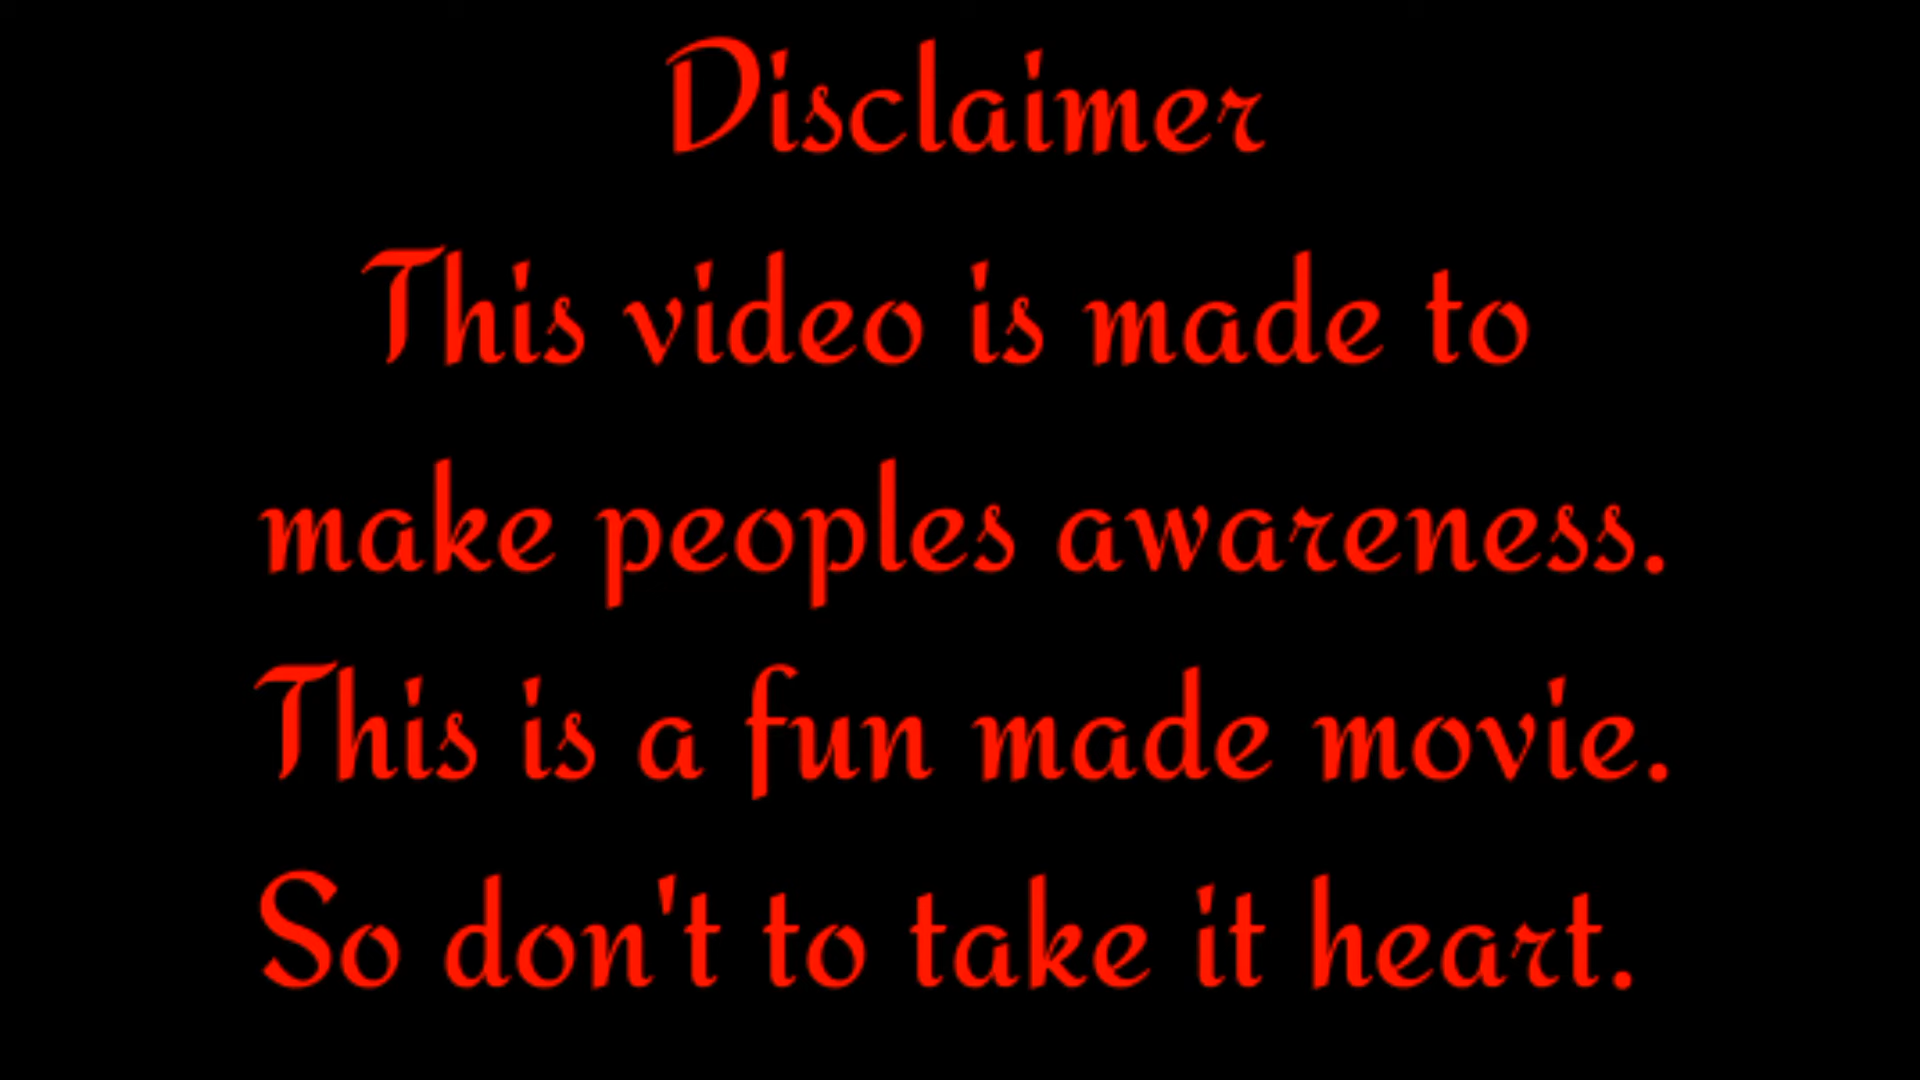 Disclaimer
This video is made to
make peoples awareness.
This is a fun made movie.
So don't to take it heart.